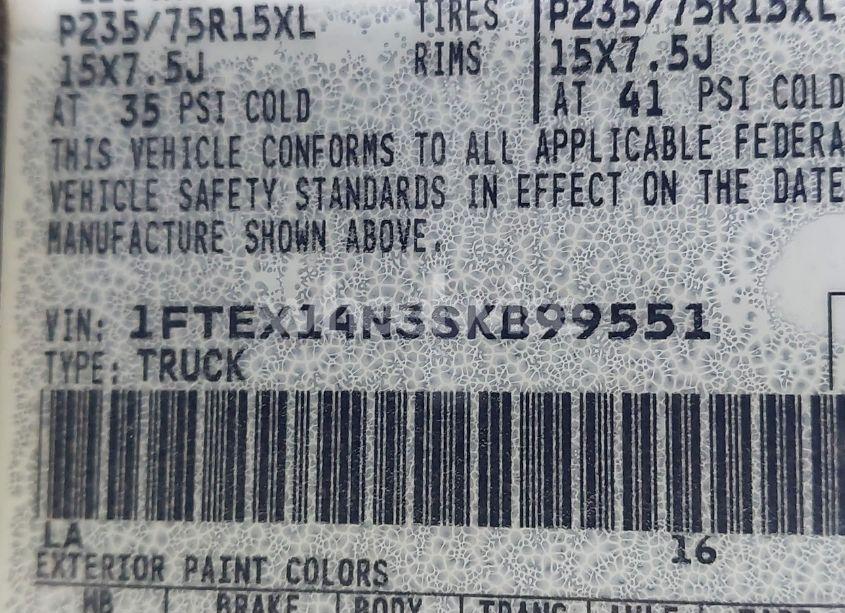 P235/75R15XL TIRES P235/75R15XL
15X7.5J RIMS 15X7.5J
AT 35 PSI COLD AT 41 PSI COLD
THIS VEHICLE CONFORMS TO ALL APPLICABLE FEDERA
VEHICLE SAFETY STANDARDS IN EFFECT ON THE DATE
MANUFACTURE SHOWN ABOVE.
VIN: 1FTEX14N3SKB99551
TYPE: TRUCK
LA 16
EXTERIOR PAINT COLORS
WB BRAKE BODY TRANS